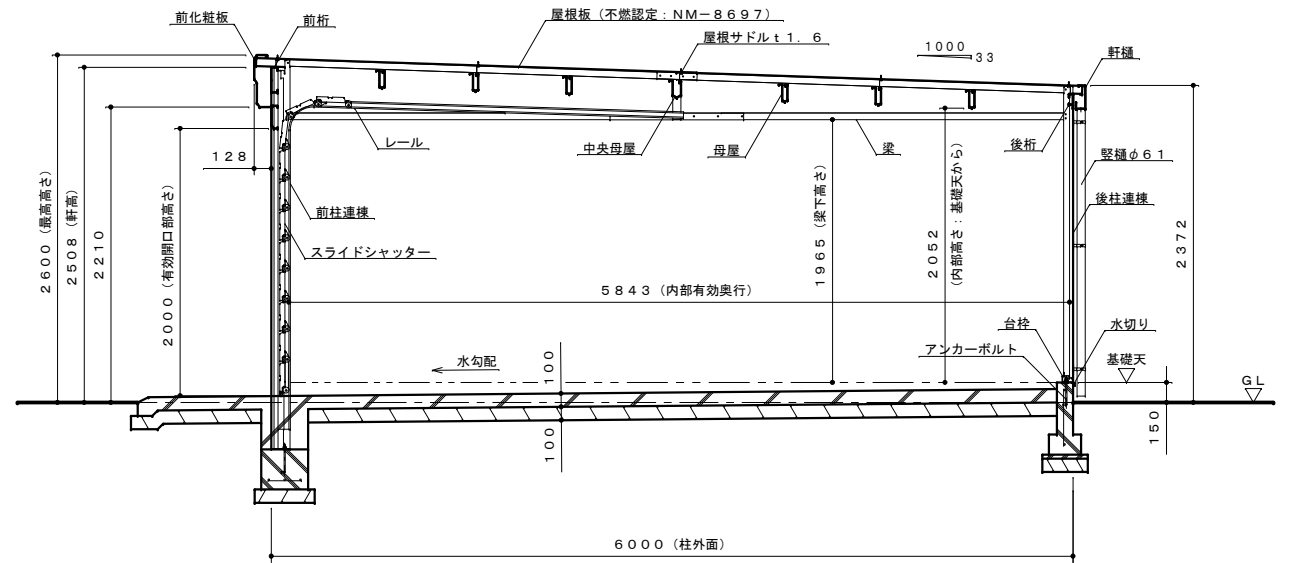 屋根板（不燃認定：NM－8697）
前化粧板
前桁
屋根サドルｔ１．６
1000
33
軒樋
128
レール
中央母屋
母屋
梁
後桁
竪樋φ61
前柱連棟
後柱連棟
スライドシャッター
2600（最高高さ）
2508（軒高）
2210
2000（有効開口部高さ）
1965（梁下高さ）
2052
（内部高さ：基礎天から）
2372
5843（内部有効奥行）
台枠
水切り
アンカーボルト
基礎天
水勾配
100
GL
100
150
6000（柱外面）